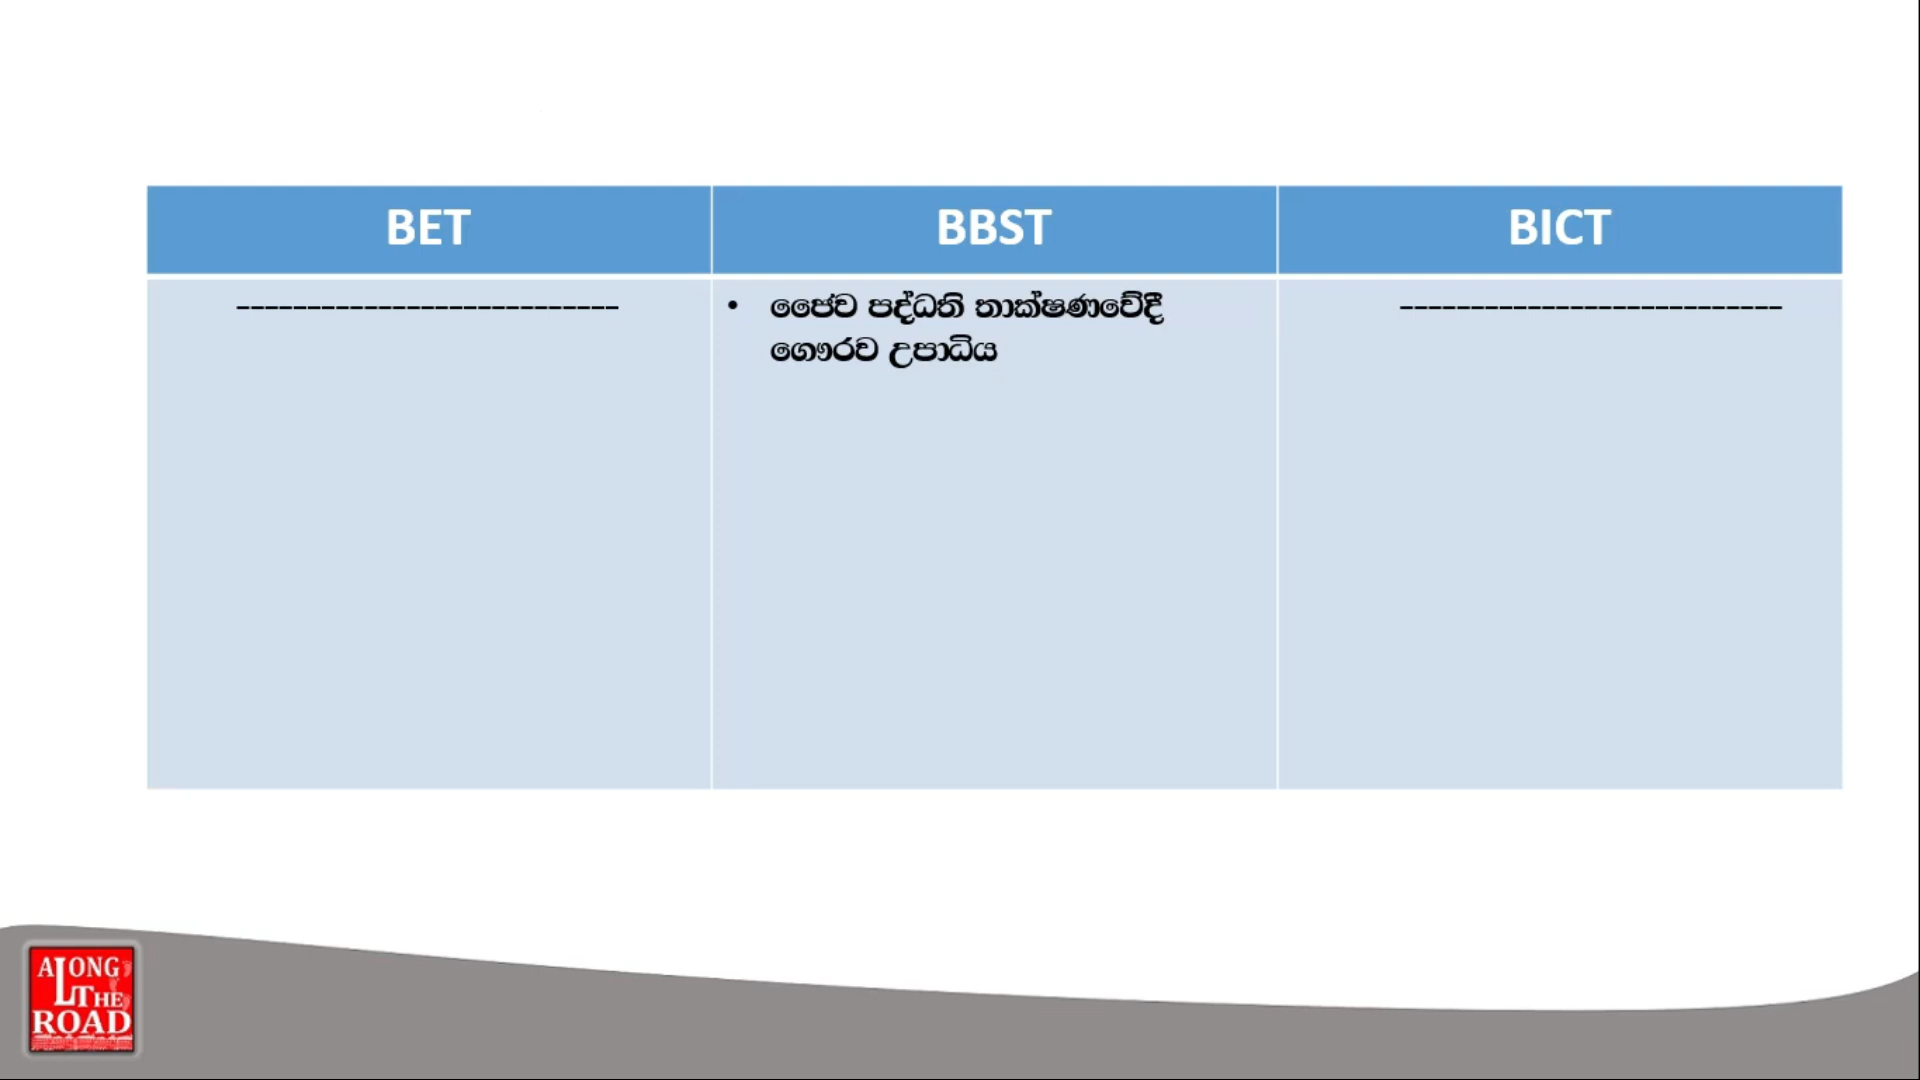 BET BBST BICT
--------------------------- • ජෛව පද්ධති තාක්ෂණවේදී ---------------------------
ගෞරව උපාධිය
ALONG
THE
ROAD